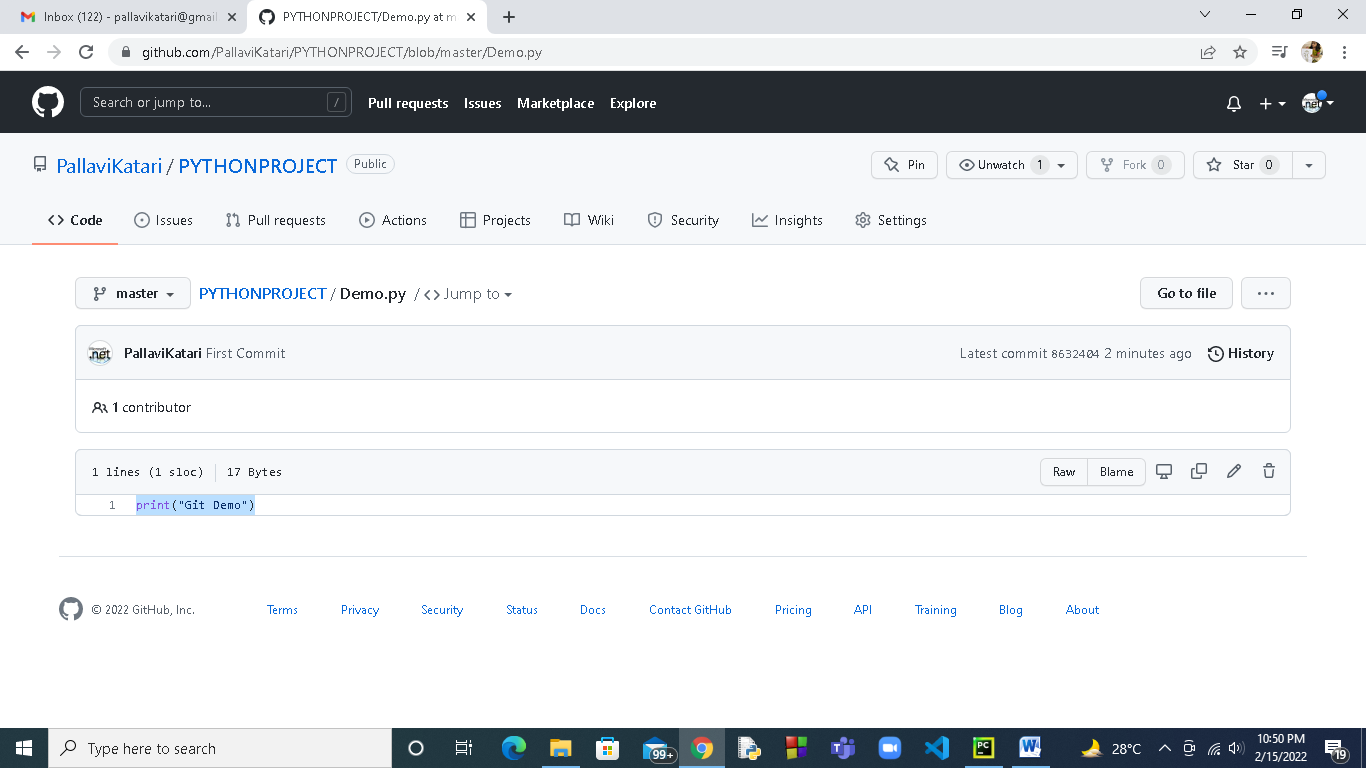 Inbox (122) - pallavikatari@gmail
PYTHONPROJECT/Demo.py at m
github.com/PallaviKatari/PYTHONPROJECT/blob/master/Demo.py
Search or jump to...
/
Pull requests
Issues
Marketplace
Explore
.net
PallaviKatari / PYTHONPROJECT
Public
Pin
Unwatch 1
Fork 0
Star 0
Code
Issues
Pull requests
Actions
Projects
Wiki
Security
Insights
Settings
master
PYTHONPROJECT / Demo.py / <> Jump to
Go to file
...
.net
PallaviKatari First Commit
Latest commit 8632404 2 minutes ago
History
1 contributor
1 lines (1 sloc)
17 Bytes
Raw
Blame
1 print("Git Demo")
© 2022 GitHub, Inc.
Terms
Privacy
Security
Status
Docs
Contact GitHub
Pricing
API
Training
Blog
About
Type here to search
99+
PC
W
28°C
10:50 PM
2/15/2022
19